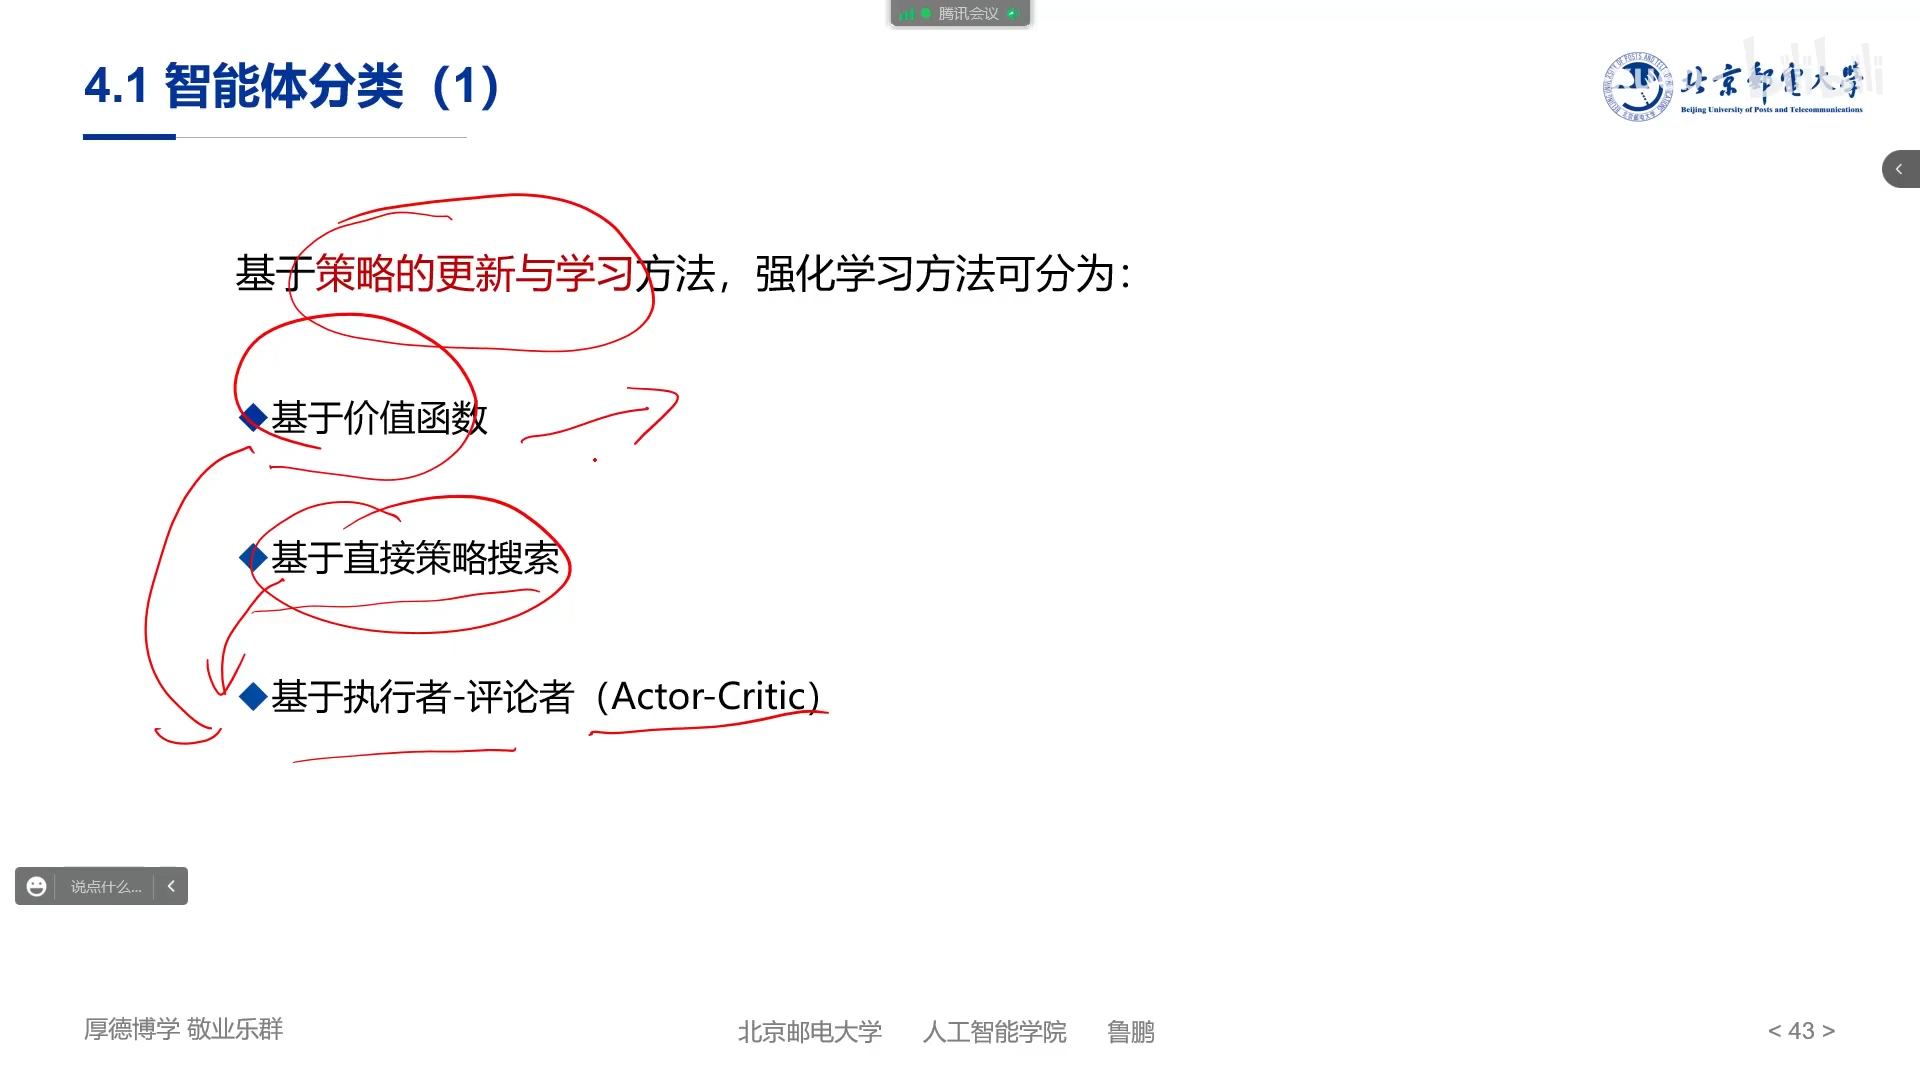 腾讯会议
4.1 智能体分类（1）
北京邮电大学
Beijing University of Posts and Telecommunications
基于策略的更新与学习方法，强化学习方法可分为：
基于价值函数
基于直接策略搜索
基于执行者-评论者（Actor-Critic）
说点什么...
厚德博学 敬业乐群
北京邮电大学 人工智能学院 鲁鹏
< 43 >